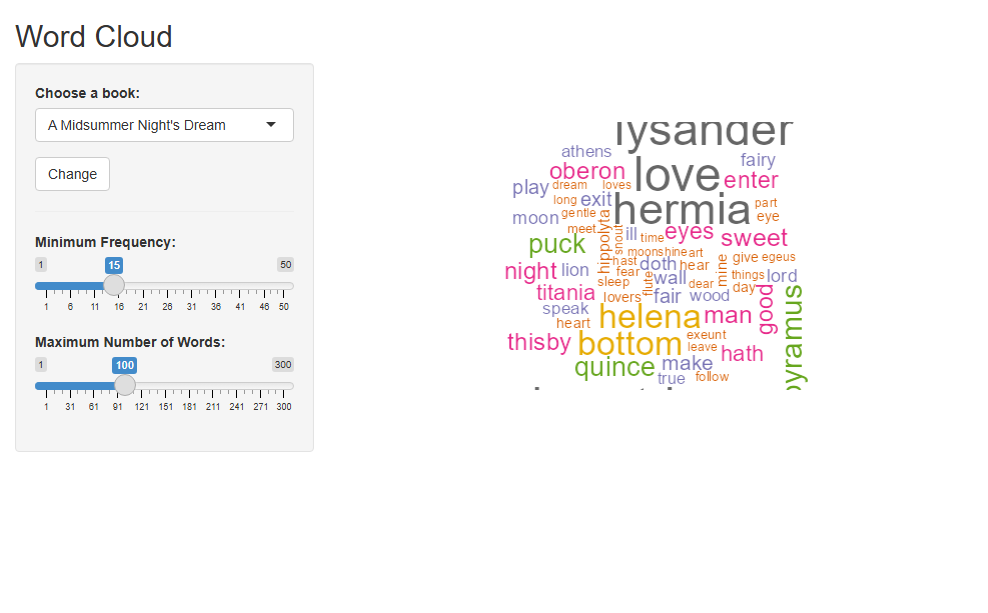 Word Cloud
Choose a book:
A Midsummer Night's Dream
Change
Minimum Frequency:
1 15 50
1 6 11 16 21 26 31 36 41 46 50
Maximum Number of Words:
1 100 300
1 31 61 91 121 151 181 211 241 271 300
lysander
athens
fairy
oberon
love
enter
play
dream
loves
long
exit
hermia
part
moon
gentle
eye
meet
hippolyta
snout
ill
time
eyes
sweet
puck
moonshine
art
give
egeus
night
lion
hast
doth
hear
mine
fear
things
lord
sleep
flute
wall
dear
day
titania
lovers
fair
wood
good
pyramus
speak
heart
helena
man
thisby
bottom
exeunt
leave
hath
quince
make
true
follow